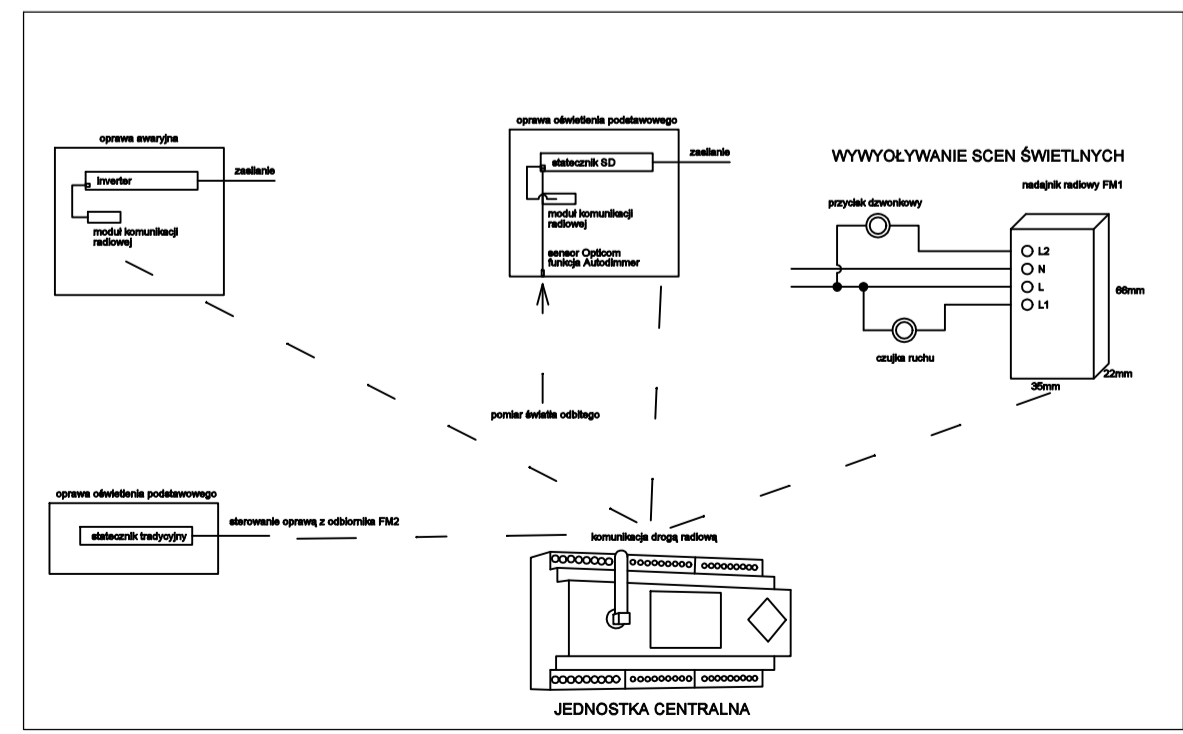 oprawa awaryjna
inverter
zasilanie
moduł komunikacji
radiowej
oprawa oświetlenia podstawowego
statecznik SD
zasilanie
moduł komunikacji
radiowej
sensor Opticom
funkcja Autodimmer
pomiar światła odbitego
WYWYOŁYWANIE SCEN ŚWIETLNYCH
nadajnik radiowy FM1
przycisk dzwonkowy
L2
N
L
L1
66mm
22mm
35mm
czujka ruchu
oprawa oświetlenia podstawowego
statecznik tradycyjny
sterowanie oprawą z odbiornika FM2
komunikacja drogą radiową
JEDNOSTKA CENTRALNA